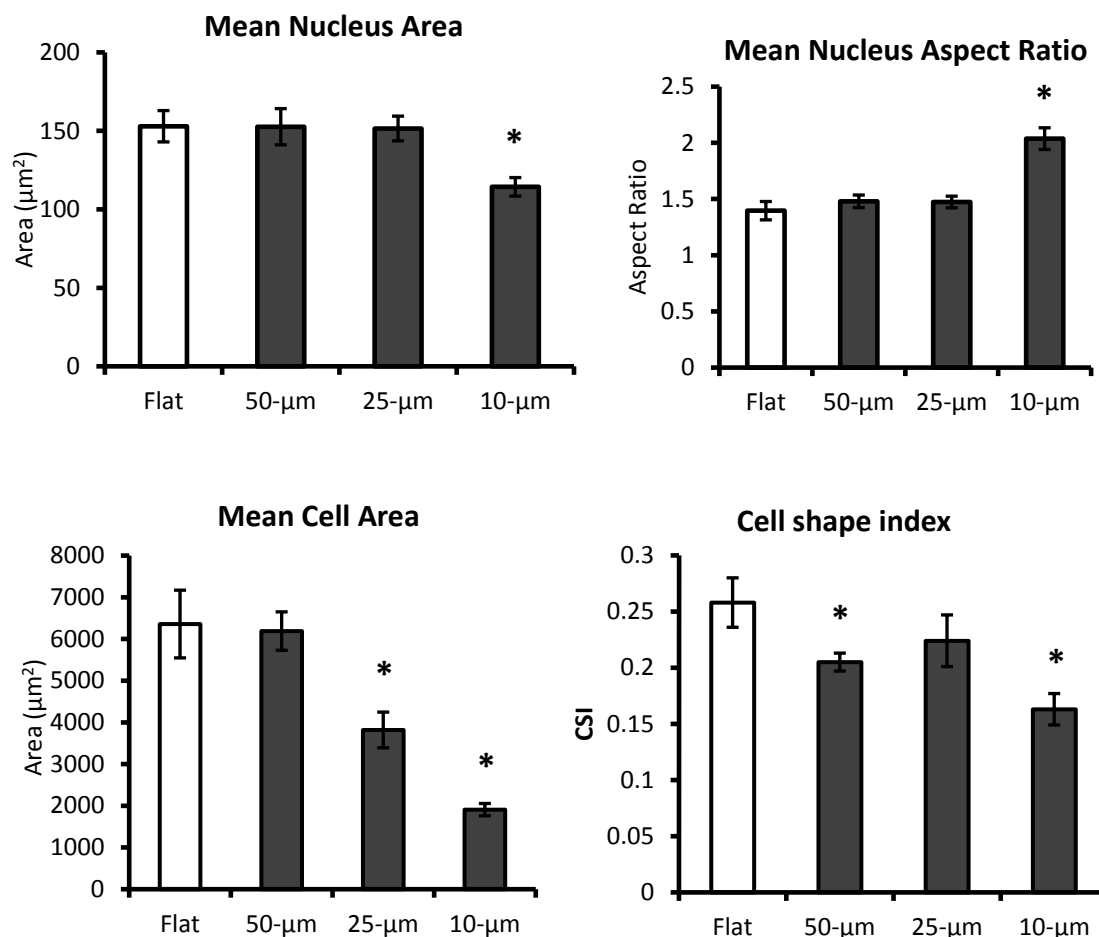 Mean Nucleus Area
200
150
100
50
0
Area (µm²)
*
Flat 50-µm 25-µm 10-µm
Mean Nucleus Aspect Ratio
2.5
2
1.5
1
0.5
0
Aspect Ratio
*
Flat 50-µm 25-µm 10-µm
Mean Cell Area
8000
7000
6000
5000
4000
3000
2000
1000
0
Area (µm²)
*
*
Flat 50-µm 25-µm 10-µm
Cell shape index
0.3
0.25
0.2
0.15
0.1
0.05
0
CSI
*
*
Flat 50-µm 25-µm 10-µm